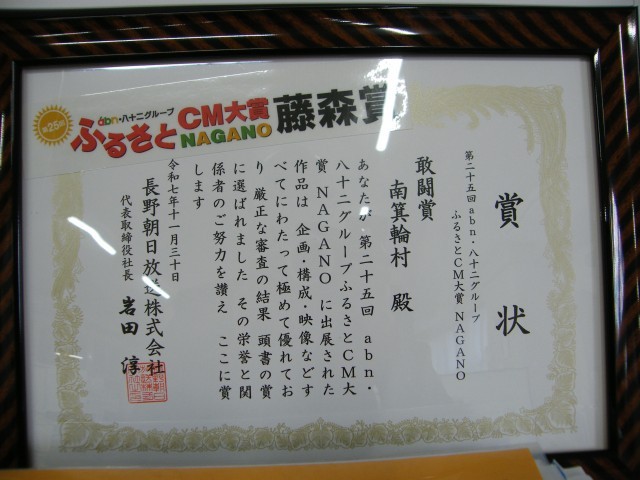 第25回
abn・八十二グループ
ふるさとCM大賞
NAGANO
藤森賞
賞状
第二十五回 abn・八十二グループ
ふるさとCM大賞 NAGANO
敢闘賞
南箕輪村 殿
あなたは 第二十五回 abn・
八十二グループふるさとCM大
賞 NAGANO に出展された
作品は 企画・構成・映像などす
べてにわたって極めて優れてお
り 厳正な審査の結果 頭書の賞
に選ばれました その栄誉と関
係者のご努力を讃え ここに賞
します
令和七年十一月三十日
長野朝日放送株式会社
代表取締役社長 岩田 淳